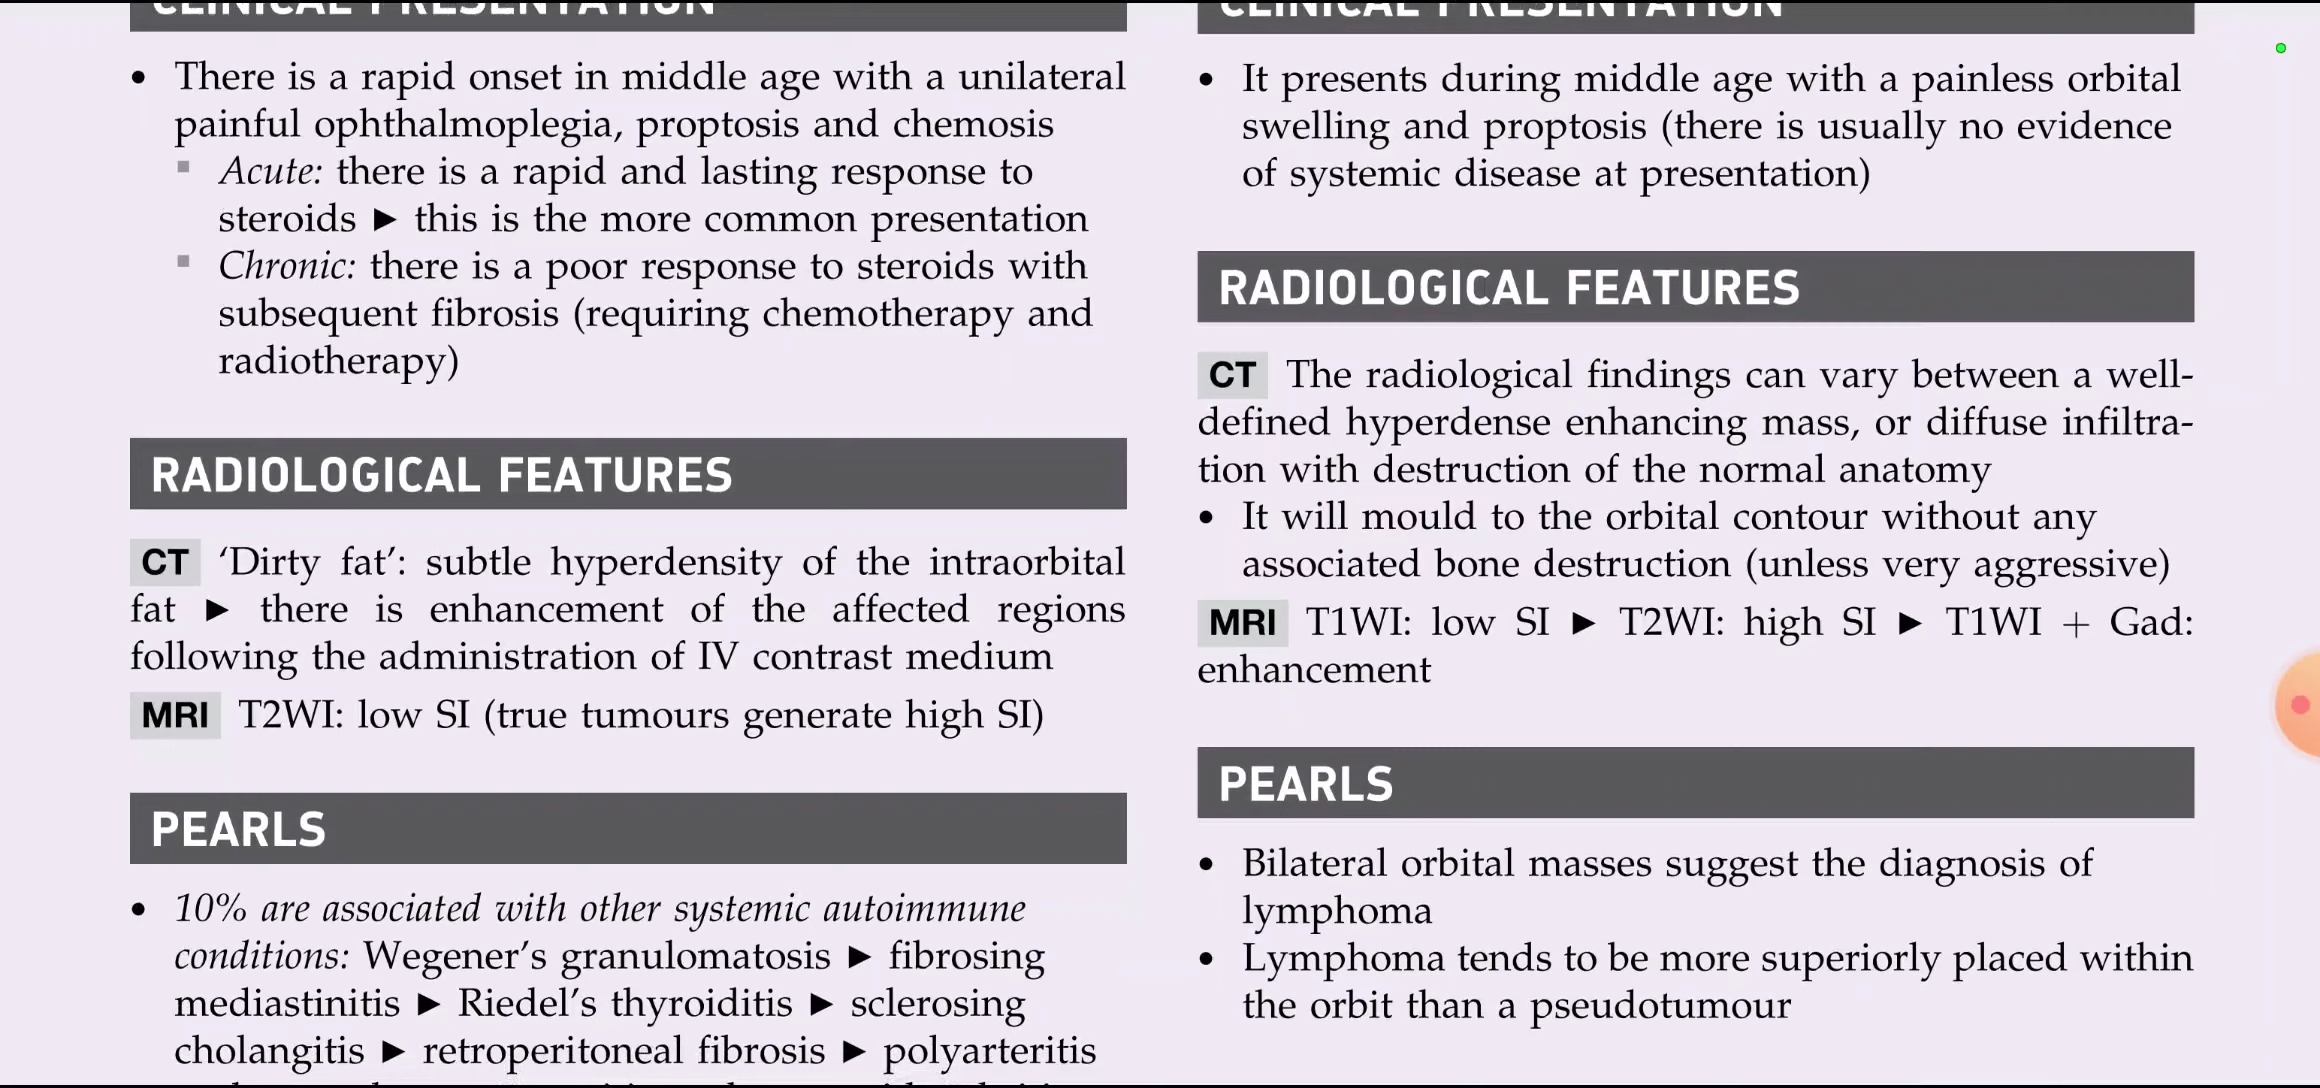 CLINICAL PRESENTATION
• There is a rapid onset in middle age with a unilateral
painful ophthalmoplegia, proptosis and chemosis
▪ Acute: there is a rapid and lasting response to
steroids ► this is the more common presentation
▪ Chronic: there is a poor response to steroids with
subsequent fibrosis (requiring chemotherapy and
radiotherapy)
RADIOLOGICAL FEATURES
CT ‘Dirty fat’: subtle hyperdensity of the intraorbital
fat ► there is enhancement of the affected regions
following the administration of IV contrast medium
MRI T2WI: low SI (true tumours generate high SI)
PEARLS
• 10% are associated with other systemic autoimmune
conditions: Wegener’s granulomatosis ► fibrosing
mediastinitis ► Riedel’s thyroiditis ► sclerosing
cholangitis ► retroperitoneal fibrosis ► polyarteritis
CLINICAL PRESENTATION
• It presents during middle age with a painless orbital
swelling and proptosis (there is usually no evidence
of systemic disease at presentation)
RADIOLOGICAL FEATURES
CT The radiological findings can vary between a well-
defined hyperdense enhancing mass, or diffuse infiltra-
tion with destruction of the normal anatomy
• It will mould to the orbital contour without any
associated bone destruction (unless very aggressive)
MRI T1WI: low SI ► T2WI: high SI ► T1WI + Gad:
enhancement
PEARLS
• Bilateral orbital masses suggest the diagnosis of
lymphoma
• Lymphoma tends to be more superiorly placed within
the orbit than a pseudotumour